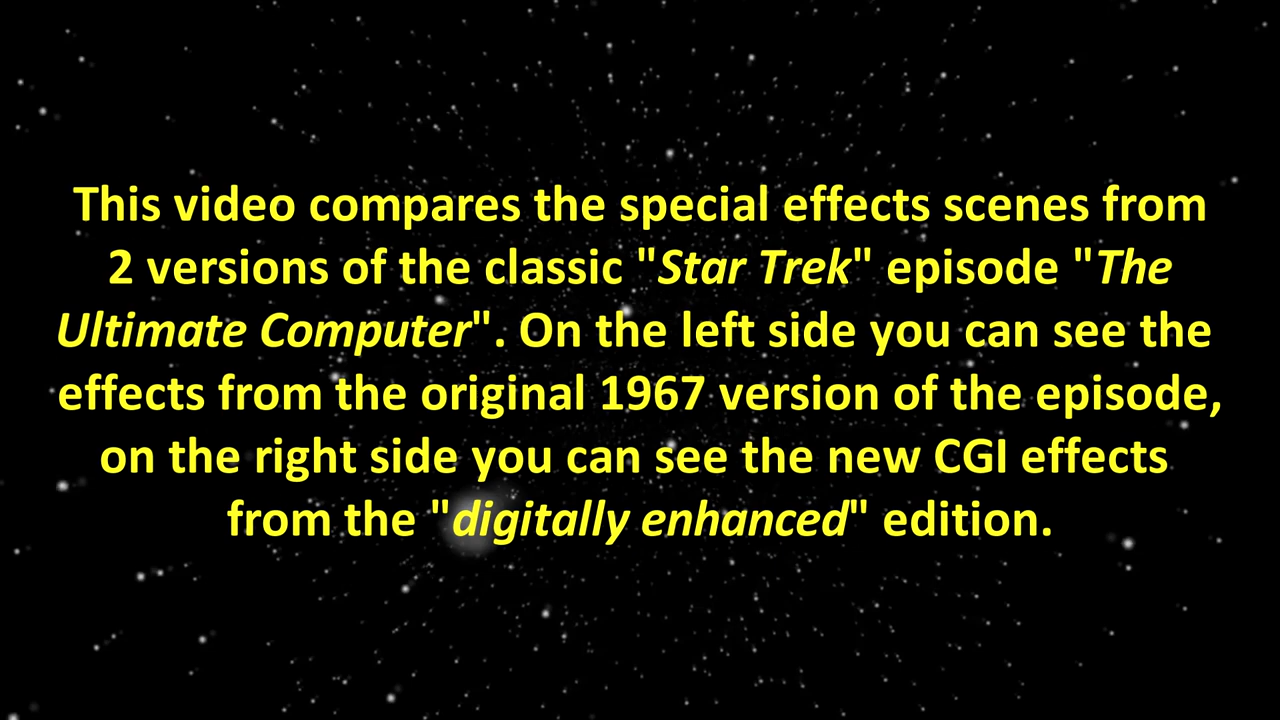 This video compares the special effects scenes from
2 versions of the classic "Star Trek" episode "The
Ultimate Computer". On the left side you can see the
effects from the original 1967 version of the episode,
on the right side you can see the new CGI effects
from the "digitally enhanced" edition.